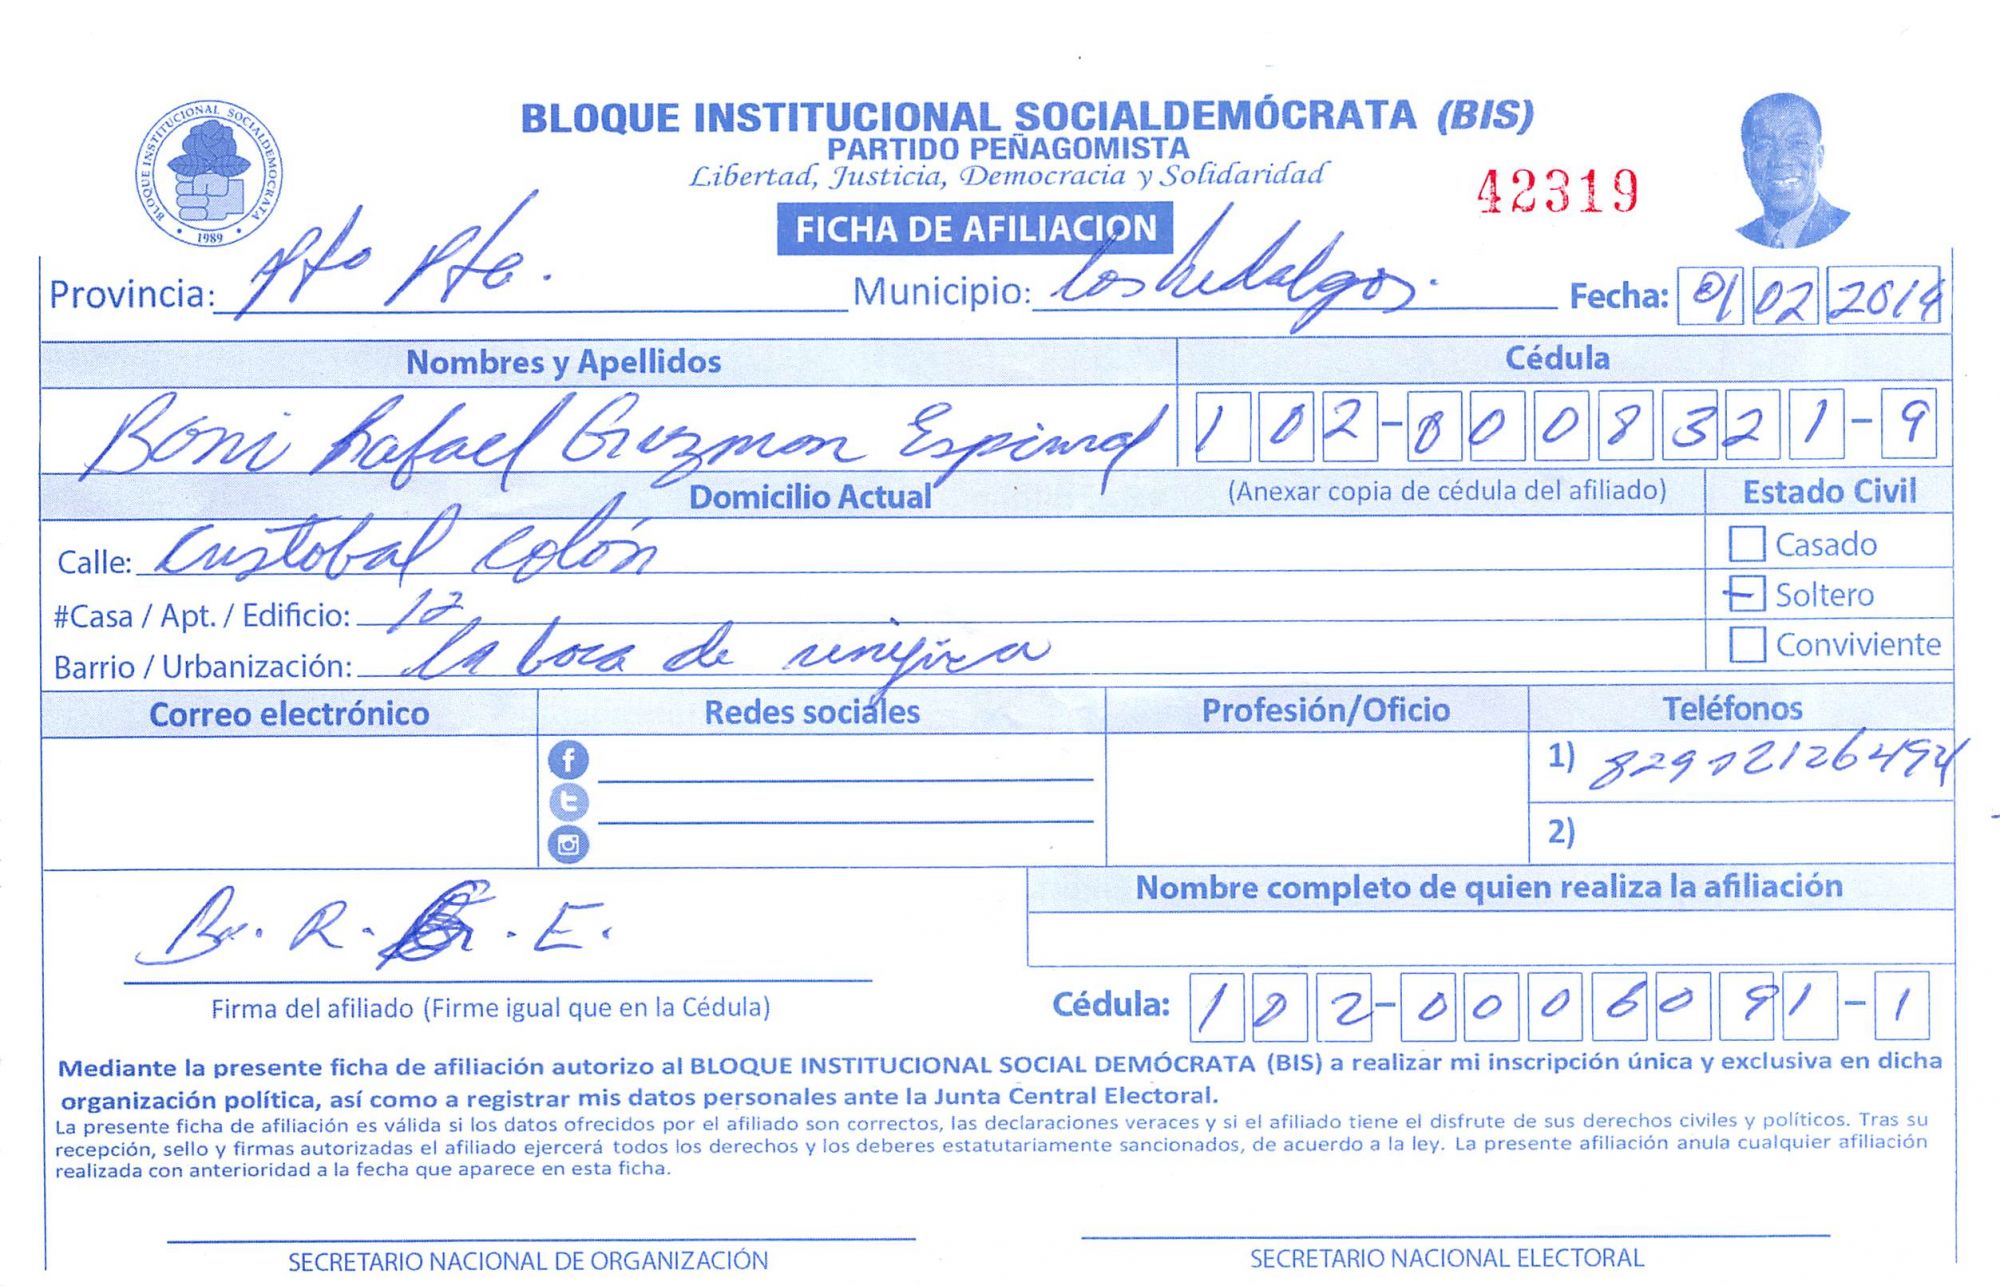 BLOQUE INSTITUCIONAL SOCIALDEMÓCRATA (BIS)
PARTIDO PEÑAGOMISTA
Libertad, Justicia, Democracia y Solidaridad
42319
BLOQUE INSTITUCIONAL SOCIALDEMOCRATA
1989
FICHA DE AFILIACION
Provincia: Pto Pta. Municipio: Los hidalgos. Fecha: 01 02 2014
Nombres y Apellidos Cédula
Boni Rafael Guzman Espinal 102-0008321-9
Domicilio Actual (Anexar copia de cédula del afiliado) Estado Civil
Calle: Cristobal Colón Casado
#Casa / Apt. / Edificio: 12 Soltero
Barrio / Urbanización: La boca de Conviviente
Correo electrónico Redes sociales Profesión/Oficio Teléfonos
1)
2)
Nombre completo de quien realiza la afiliación
B. R. G. E.
Firma del afiliado (Firme igual que en la Cédula) Cédula: 102-0006091-1
Mediante la presente ficha de afiliación autorizo al BLOQUE INSTITUCIONAL SOCIAL DEMÓCRATA (BIS) a realizar mi inscripción única y exclusiva en dicha
organización política, así como a registrar mis datos personales ante la Junta Central Electoral.
La presente ficha de afiliación es válida si los datos ofrecidos por el afiliado son correctos, las declaraciones veraces y si el afiliado tiene el disfrute de sus derechos civiles y políticos. Tras su
recepción, sello y firmas autorizadas el afiliado ejercerá todos los derechos y los deberes estatutariamente sancionados, de acuerdo a la ley. La presente afiliación anula cualquier afiliación
realizada con anterioridad a la fecha que aparece en esta ficha.
SECRETARIO NACIONAL DE ORGANIZACIÓN SECRETARIO NACIONAL ELECTORAL